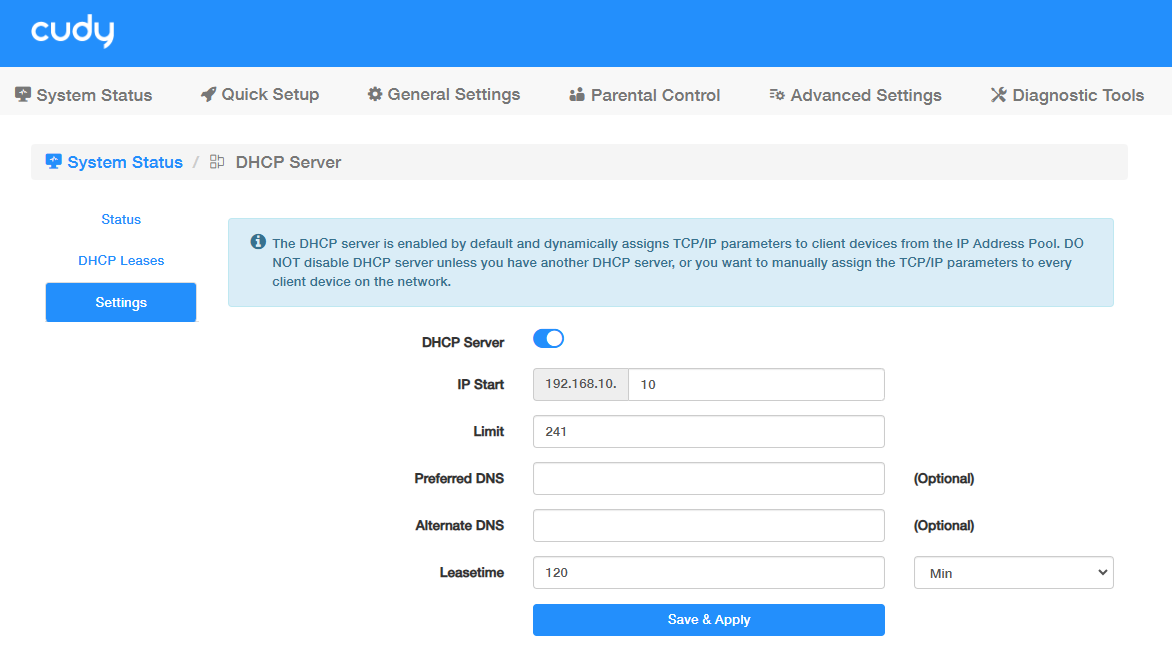 cudy
System Status Quick Setup General Settings Parental Control Advanced Settings Diagnostic Tools
System Status / DHCP Server
Status
DHCP Leases
Settings
The DHCP server is enabled by default and dynamically assigns TCP/IP parameters to client devices from the IP Address Pool. DO
NOT disable DHCP server unless you have another DHCP server, or you want to manually assign the TCP/IP parameters to every
client device on the network.
DHCP Server
IP Start 192.168.10. 10
Limit 241
Preferred DNS (Optional)
Alternate DNS (Optional)
Leasetime 120 Min
Save & Apply